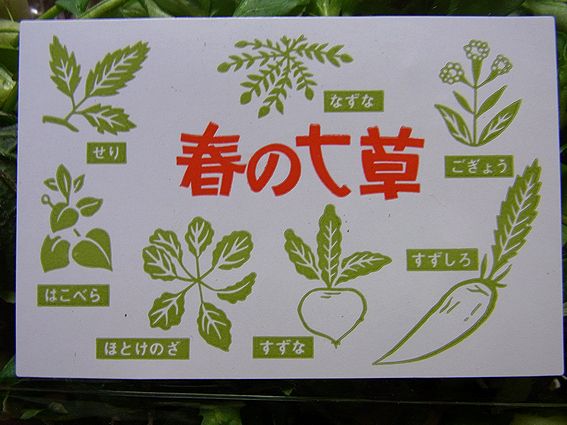 春の七草
せり
なずな
ごぎょう
はこべら
ほとけのざ
すずな
すずしろ